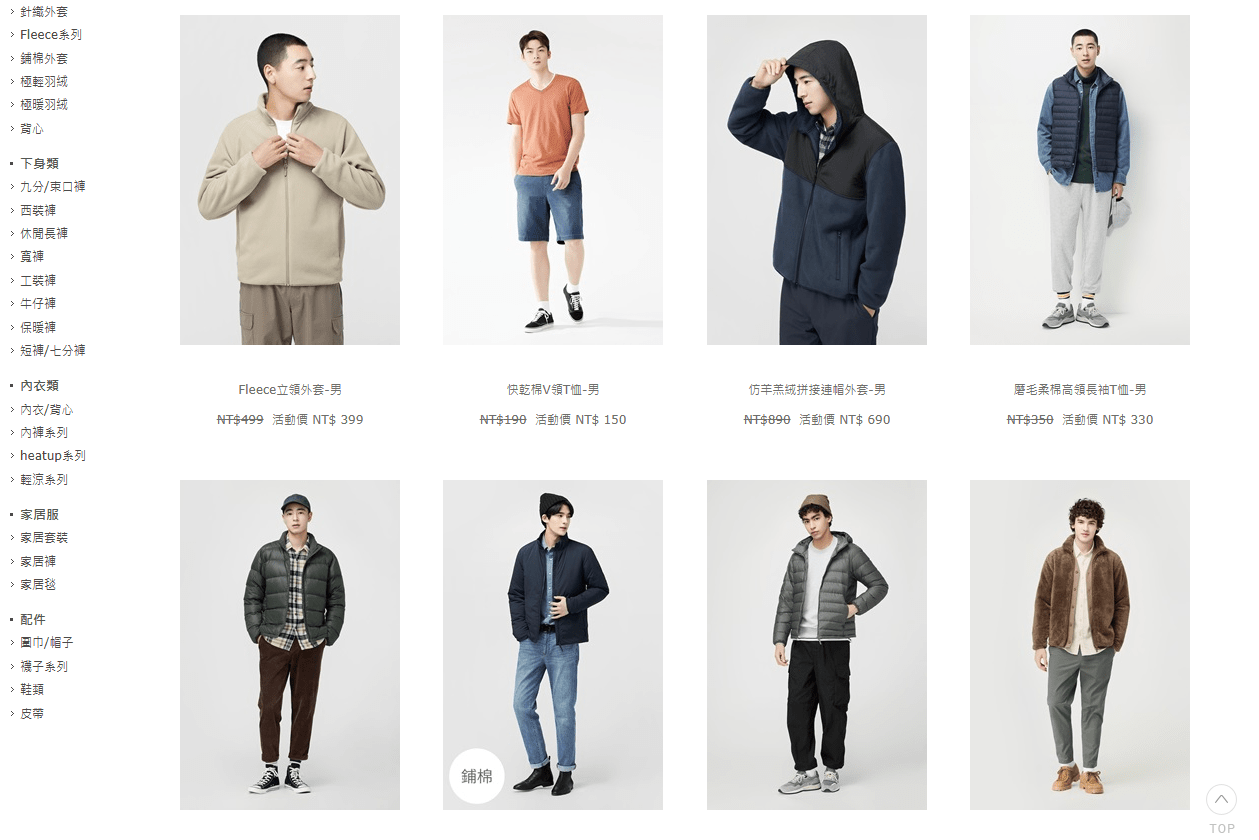 針織外套
Fleece系列
鋪棉外套
極輕羽絨
極暖羽絨
背心
下身類
九分/束口褲
西裝褲
休閒長褲
寬褲
工裝褲
牛仔褲
保暖褲
短褲/七分褲
內衣類
內衣/背心
內褲系列
heatup系列
輕涼系列
家居服
家居套裝
家居褲
家居毯
配件
圍巾/帽子
襪子系列
鞋類
皮帶
Fleece立領外套-男
NT$499 活動價 NT$ 399
快乾棉V領T恤-男
NT$190 活動價 NT$ 150
仿羊羔絨拼接連帽外套-男
NT$890 活動價 NT$ 690
磨毛柔棉高領長袖T恤-男
NT$350 活動價 NT$ 330
鋪棉
TOP